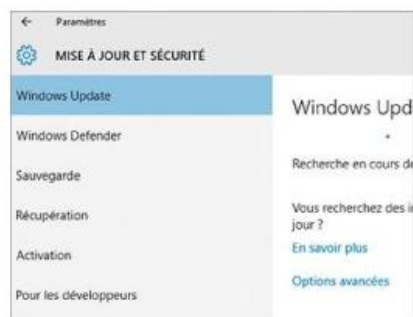 ← Paramètres
MISE À JOUR ET SÉCURITÉ
Windows Update
Windows Defender
Sauvegarde
Récupération
Activation
Pour les développeurs
Windows Upd
Recherche en cours de
Vous recherchez des i
jour ?
En savoir plus
Options avancées